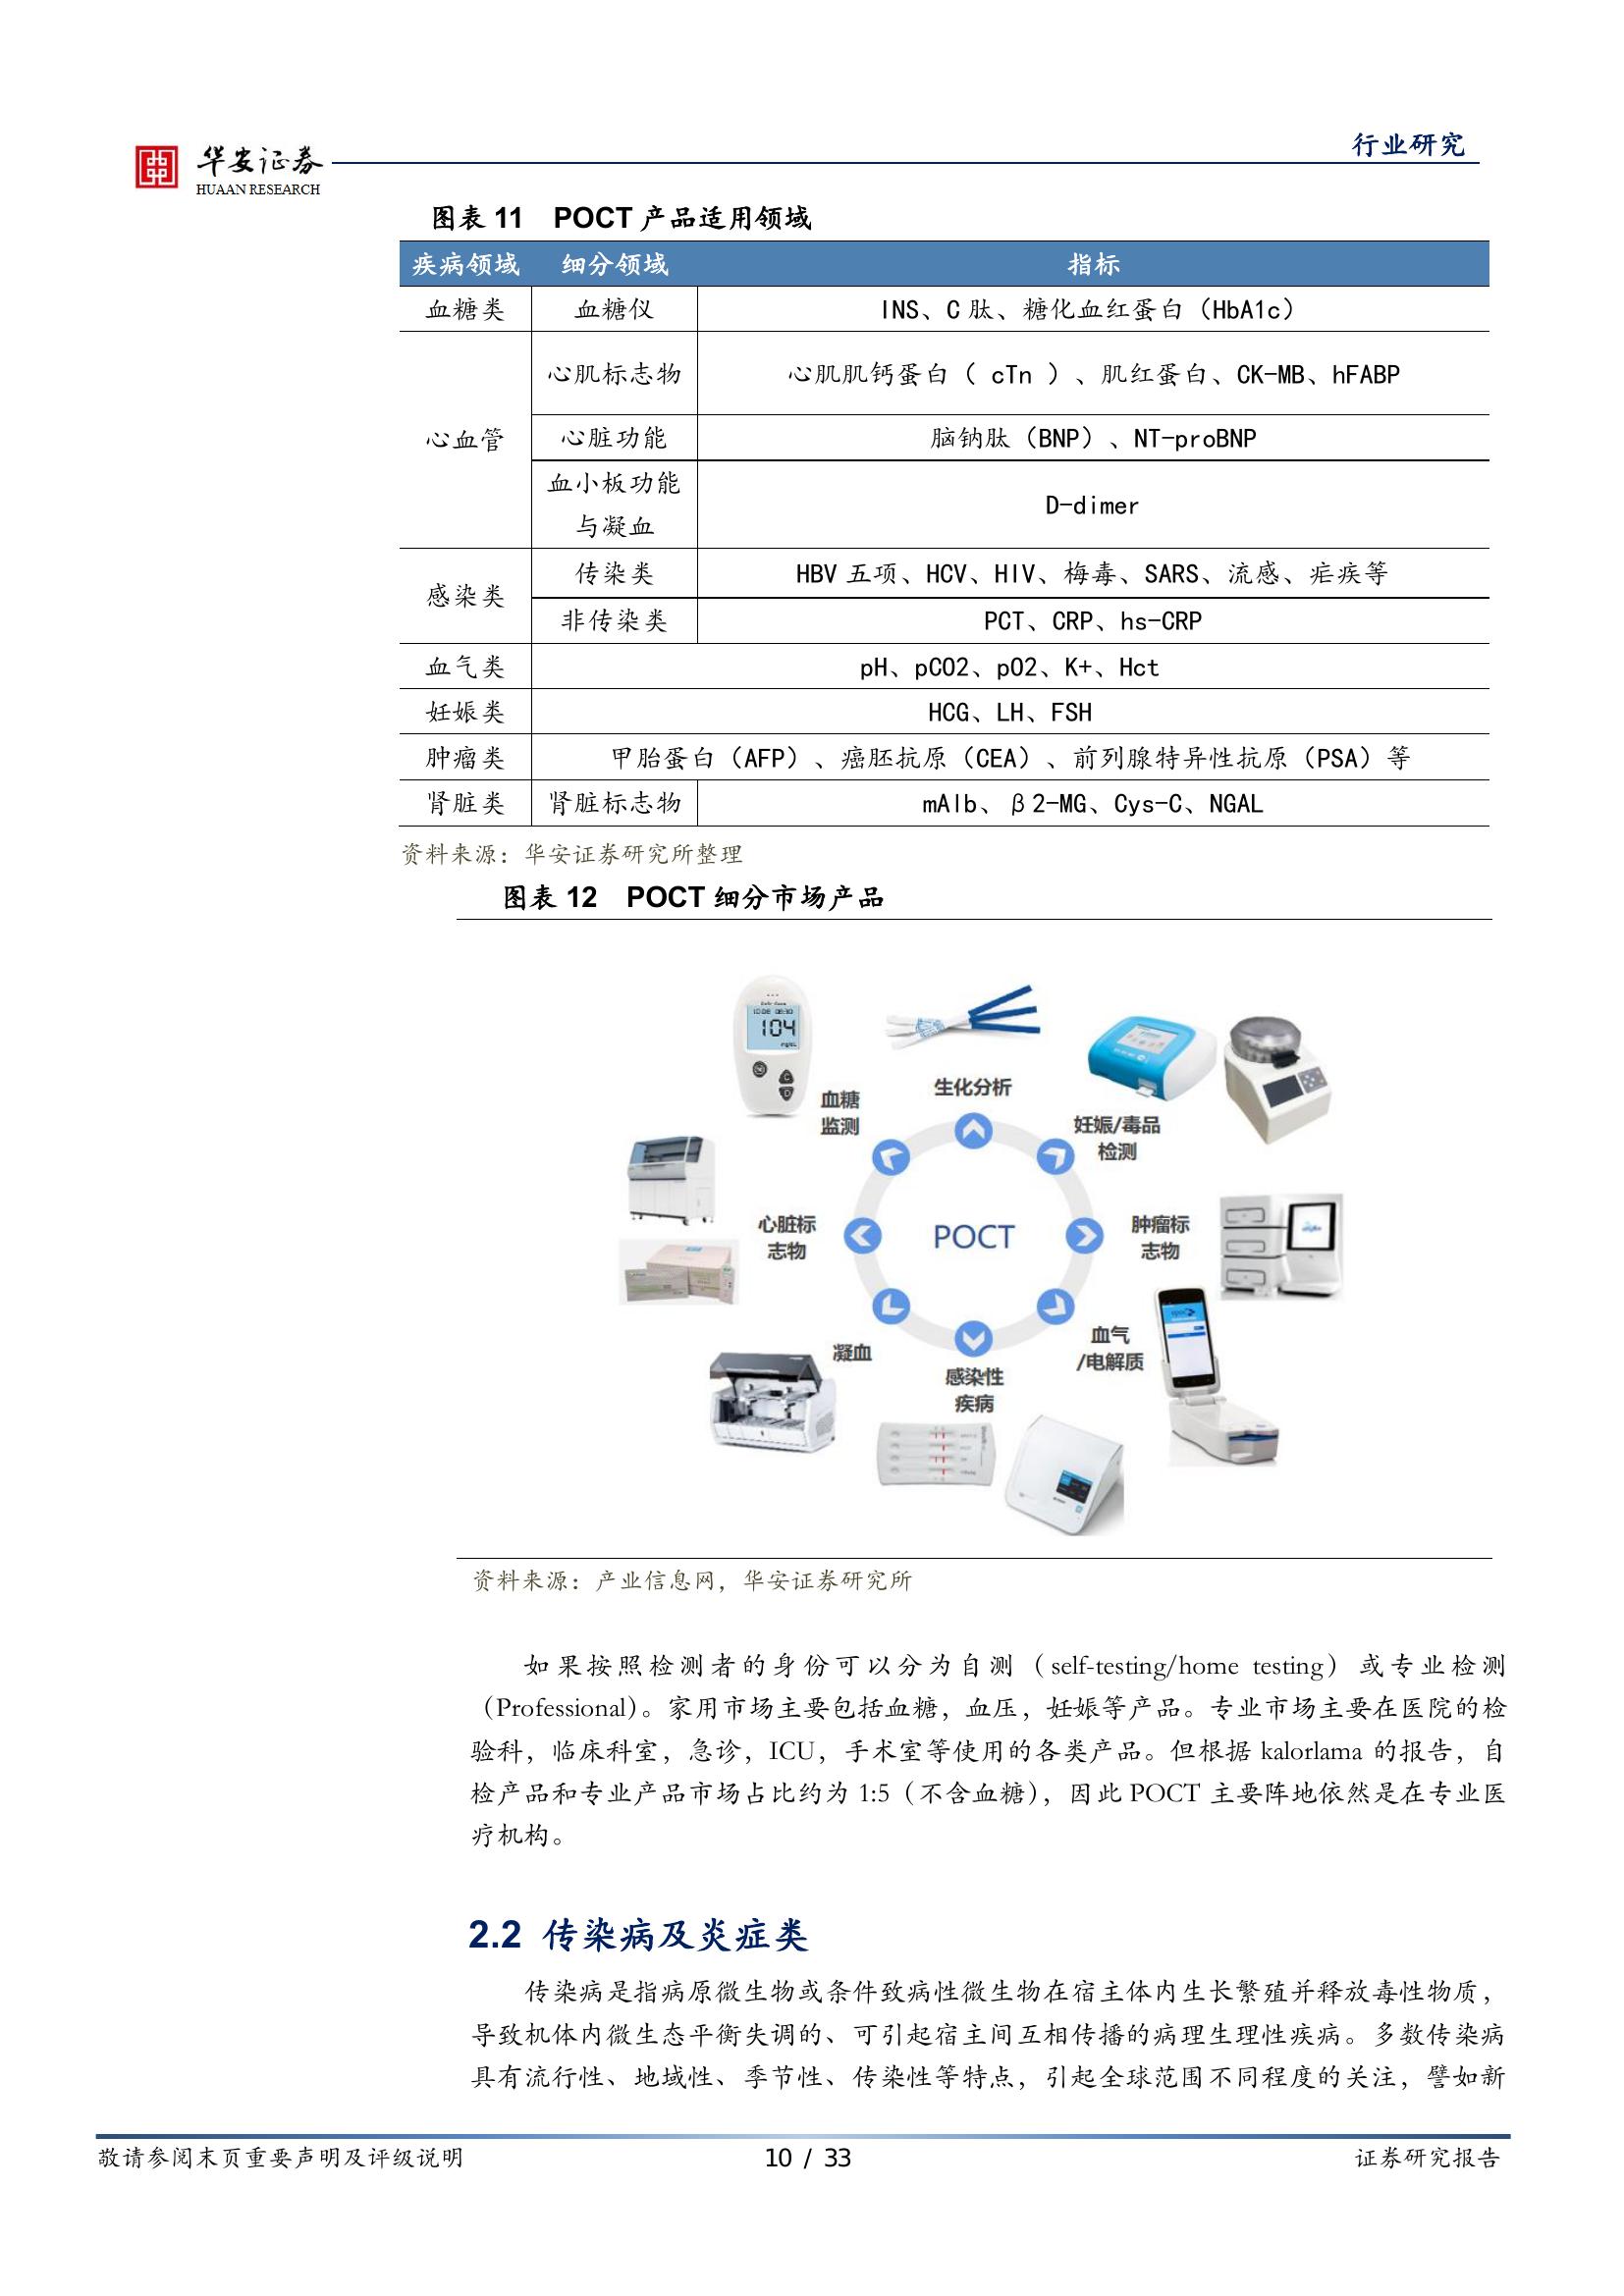 行业研究
华安证券
HUAAN RESEARCH
图表 11 POCT 产品适用领域
疾病领域 细分领域 指标
血糖类 血糖仪 INS、C 肽、糖化血红蛋白（HbA1c）
心血管
心肌标志物 心肌肌钙蛋白（ cTn ）、肌红蛋白、CK-MB、hFABP
心脏功能 脑钠肽（BNP）、NT-proBNP
血小板功能
与凝血
D-dimer
感染类
传染类 HBV 五项、HCV、HIV、梅毒、SARS、流感、疟疾等
非传染类 PCT、CRP、hs-CRP
血气类 pH、pCO2、pO2、K+、Hct
妊娠类 HCG、LH、FSH
肿瘤类 甲胎蛋白（AFP）、癌胚抗原（CEA）、前列腺特异性抗原（PSA）等
肾脏类 肾脏标志物 mAlb、β2-MG、Cys-C、NGAL
资料来源：华安证券研究所整理
图表 12 POCT 细分市场产品
104
生化分析
血糖
监测
妊娠/毒品
检测
心脏标
志物
POCT
肿瘤标
志物
凝血
血气
/电解质
感染性
疾病
资料来源：产业信息网，华安证券研究所
如果按照检测者的身份可以分为自测（self-testing/home testing）或专业检测
（Professional）。家用市场主要包括血糖，血压，妊娠等产品。专业市场主要在医院的检
验科，临床科室，急诊，ICU，手术室等使用的各类产品。但根据 kalorlama 的报告，自
检产品和专业产品市场占比约为 1:5（不含血糖），因此 POCT 主要阵地依然是在专业医
疗机构。
2.2 传染病及炎症类
传染病是指病原微生物或条件致病性微生物在宿主体内生长繁殖并释放毒性物质，
导致机体内微生态平衡失调的、可引起宿主间互相传播的病理生理性疾病。多数传染病
具有流行性、地域性、季节性、传染性等特点，引起全球范围不同程度的关注，譬如新
敬请参阅末页重要声明及评级说明 10 / 33 证券研究报告